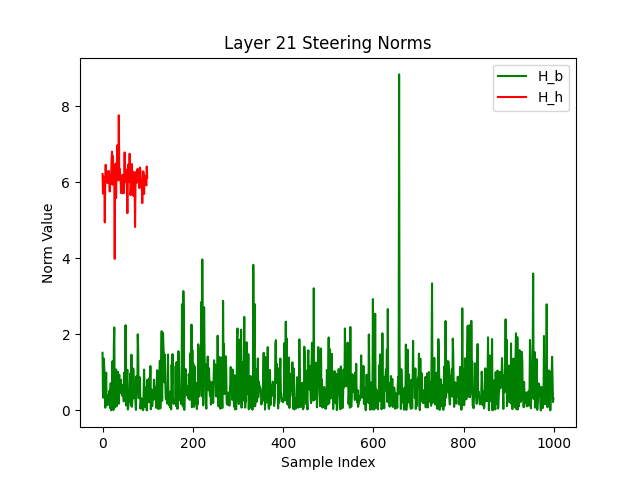 Layer 21 Steering Norms
H_b
H_h
Norm Value
8
6
4
2
0
0 200 400 600 800 1000
Sample Index